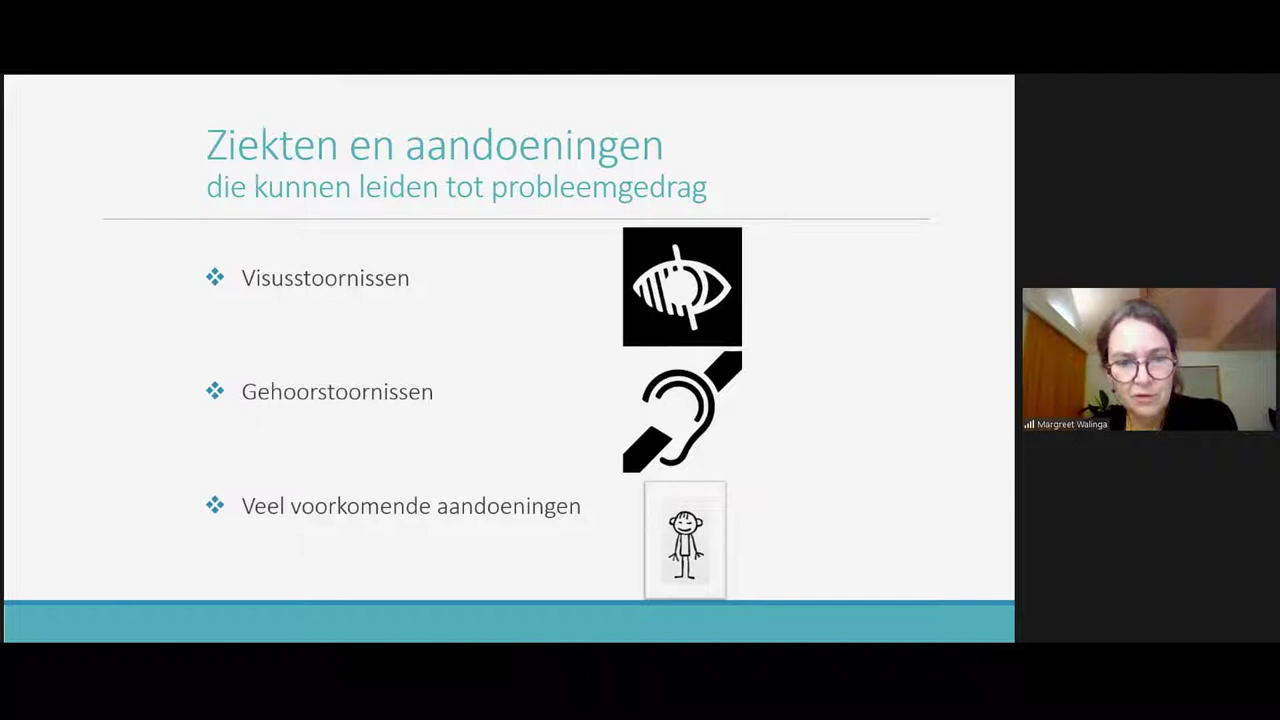 Ziekten en aandoeningen
die kunnen leiden tot probleemgedrag
Visusstoornissen
Gehoorstoornissen
Veel voorkomende aandoeningen
Margreet Walinga